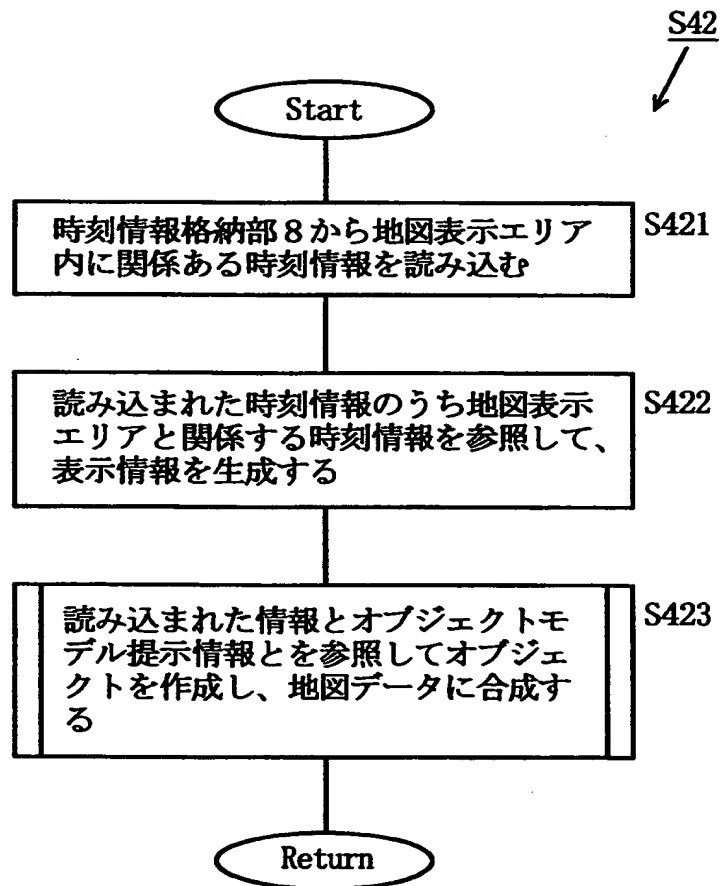 S42
Start
時刻情報格納部８から地図表示エリア
内に関係ある時刻情報を読み込む
S421
読み込まれた時刻情報のうち地図表示
エリアと関係する時刻情報を参照して、
表示情報を生成する
S422
読み込まれた情報とオブジェクトモ
デル提示情報とを参照してオブジェ
クトを作成し、地図データに合成す
る
S423
Return